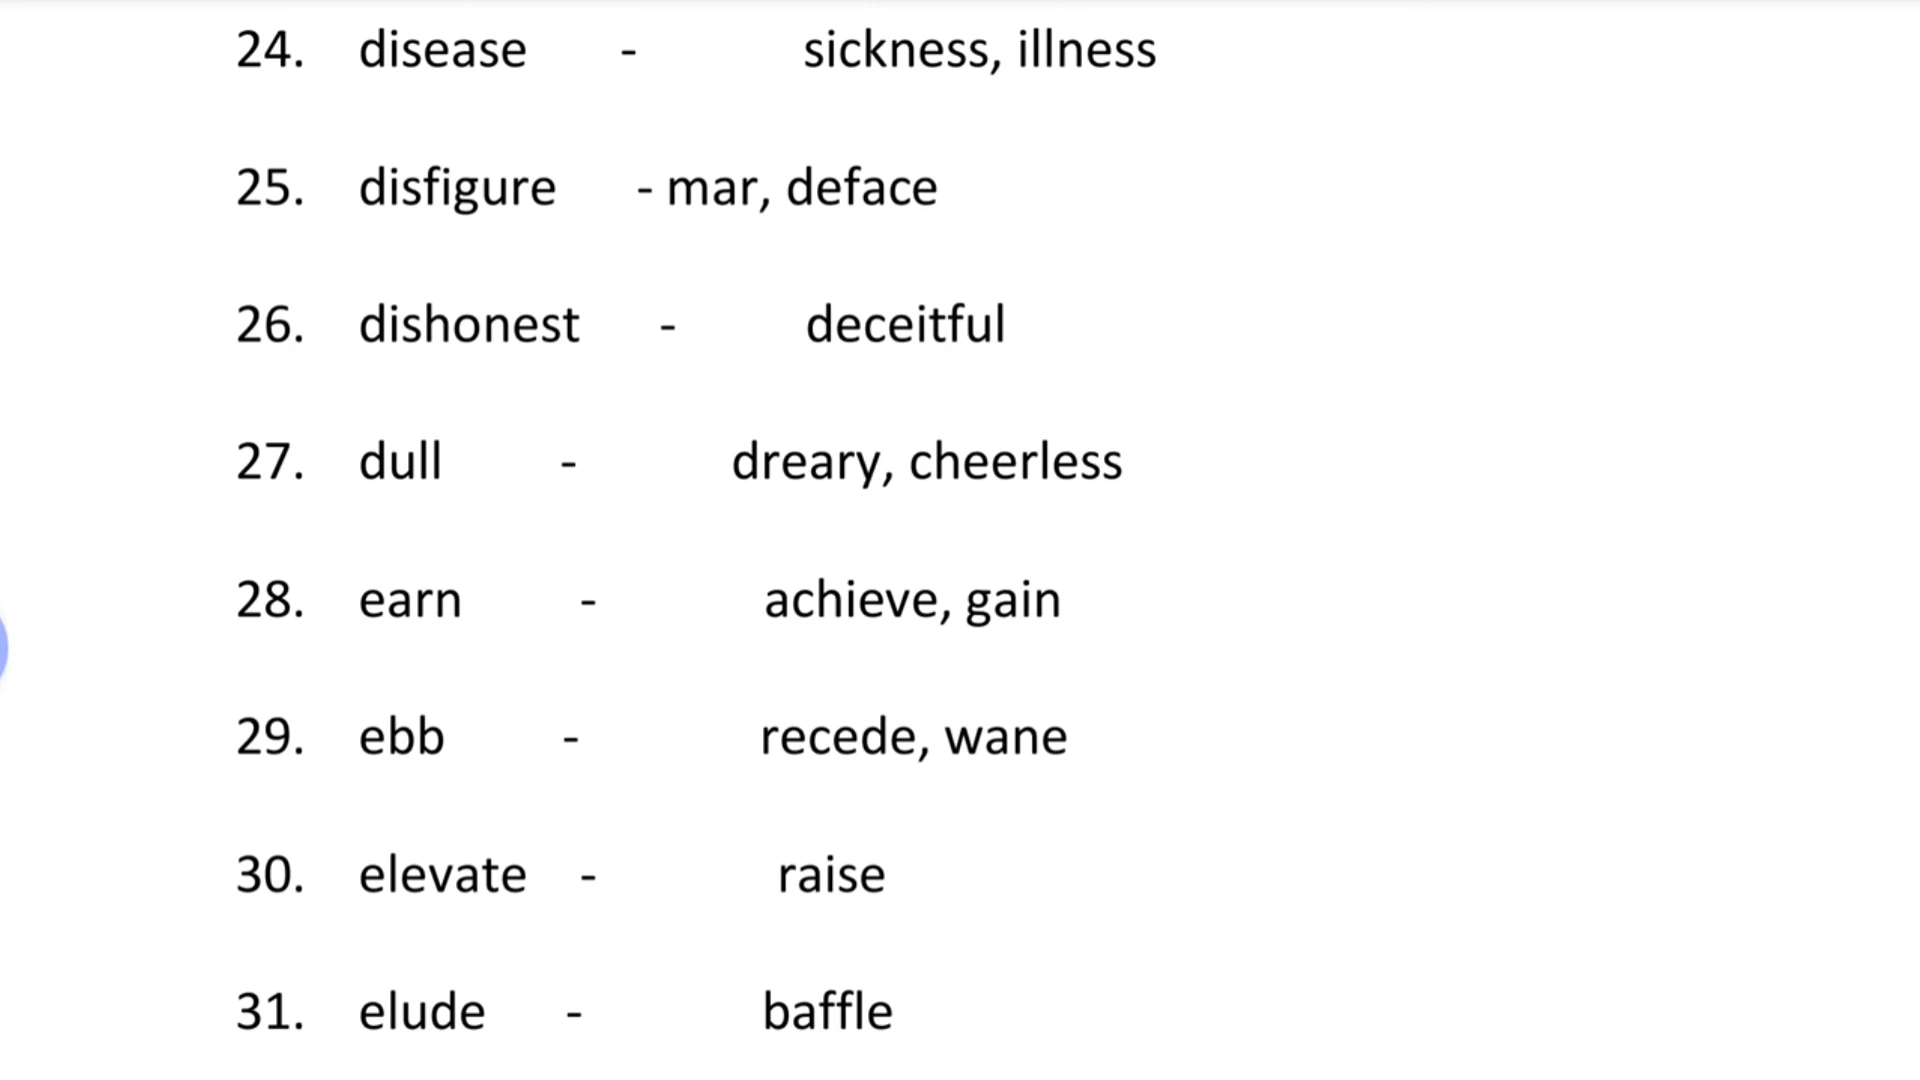 24. disease - sickness, illness
25. disfigure - mar, deface
26. dishonest - deceitful
27. dull - dreary, cheerless
28. earn - achieve, gain
29. ebb - recede, wane
30. elevate - raise
31. elude - baffle